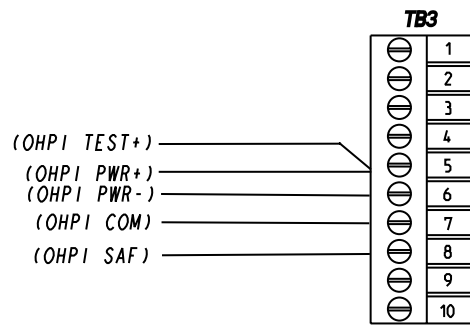 TB3
1
2
3
(OHPI TEST+) 4
(OHPI PWR+) 5
(OHPI PWR-) 6
(OHPI COM) 7
(OHPI SAF) 8
9
10